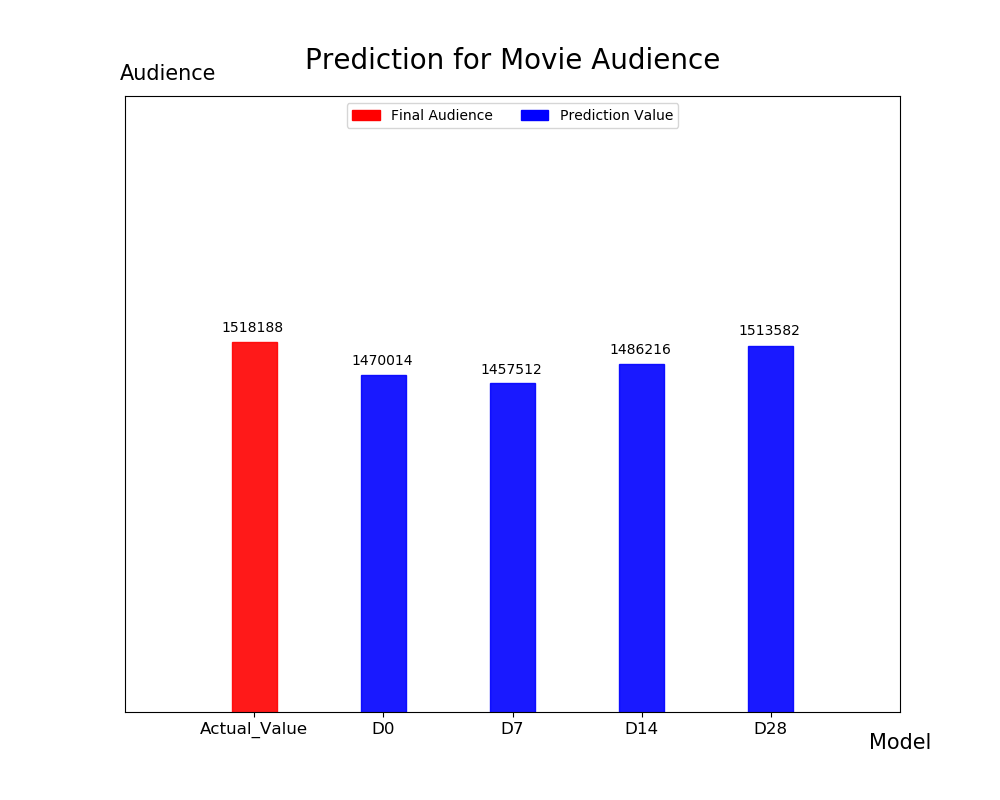 Prediction for Movie Audience
Audience
Final Audience
Prediction Value
1518188
1470014
1457512
1486216
1513582
Actual_Value
D0
D7
D14
D28
Model